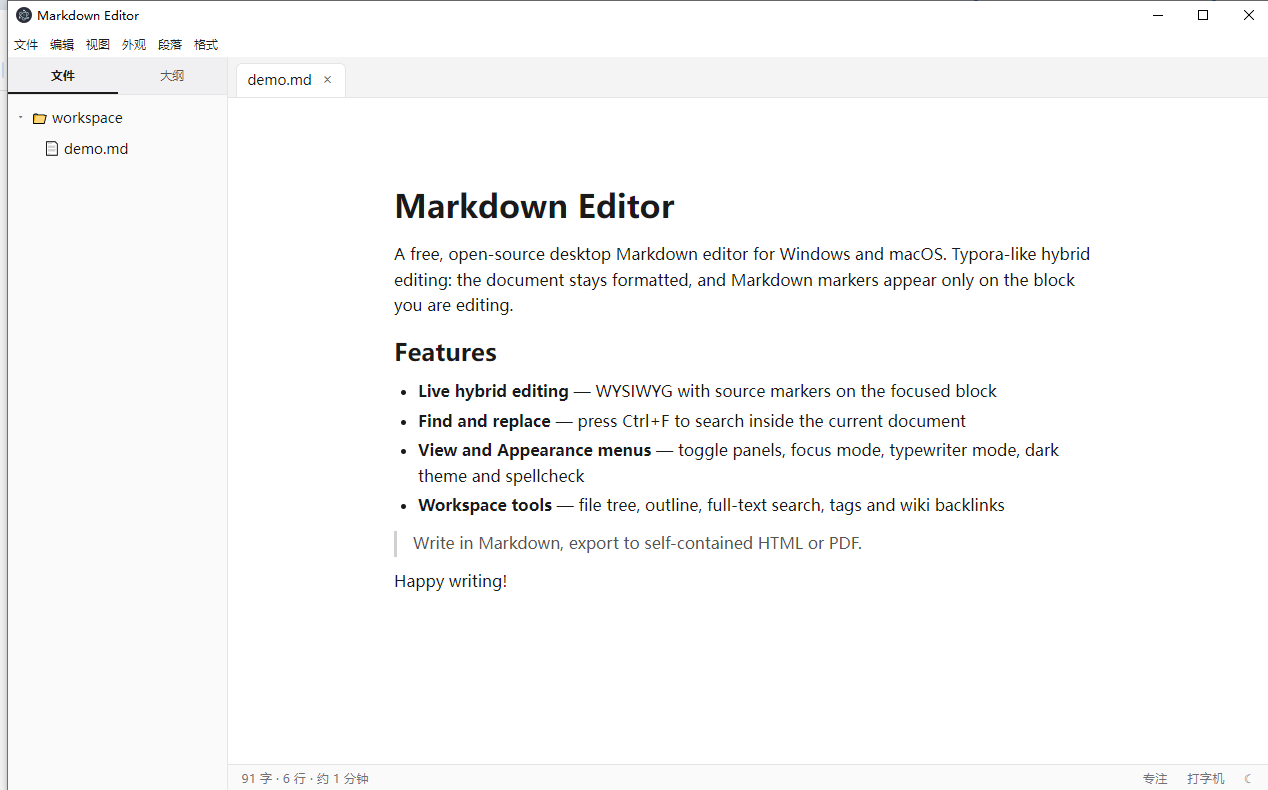 Markdown Editor
文件 编辑 视图 外观 段落 格式
文件 大纲
demo.md ×
workspace
demo.md
Markdown Editor
A free, open-source desktop Markdown editor for Windows and macOS. Typora-like hybrid
editing: the document stays formatted, and Markdown markers appear only on the block
you are editing.
Features
• Live hybrid editing — WYSIWYG with source markers on the focused block
• Find and replace — press Ctrl+F to search inside the current document
• View and Appearance menus — toggle panels, focus mode, typewriter mode, dark
theme and spellcheck
• Workspace tools — file tree, outline, full-text search, tags and wiki backlinks
Write in Markdown, export to self-contained HTML or PDF.
Happy writing!
91 字 · 6 行 · 约 1 分钟
专注 打字机 ☾